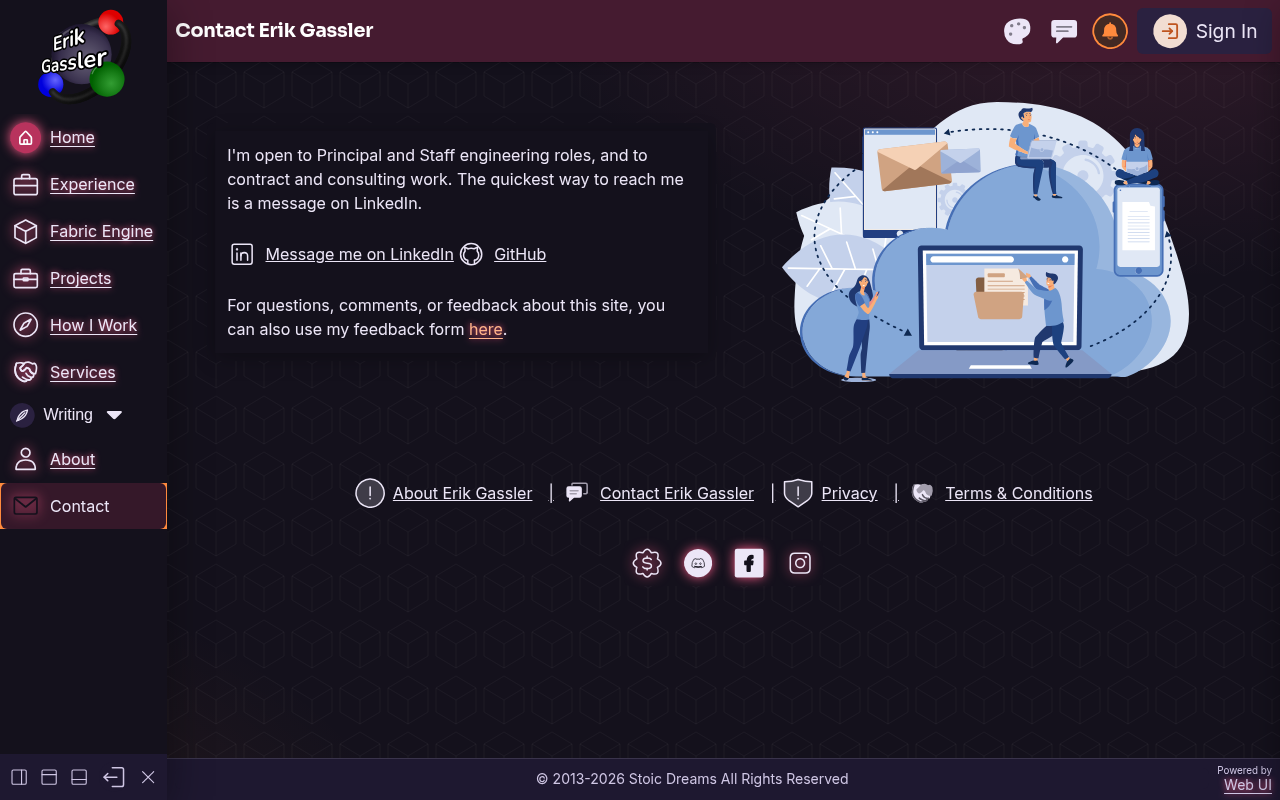 Erik
Gassler
Contact Erik Gassler
Sign In
Home
Experience
Fabric Engine
Projects
How I Work
Services
Writing
About
Contact
I'm open to Principal and Staff engineering roles, and to
contract and consulting work. The quickest way to reach me
is a message on LinkedIn.
Message me on LinkedIn GitHub
For questions, comments, or feedback about this site, you
can also use my feedback form here.
About Erik Gassler | Contact Erik Gassler | Privacy | Terms & Conditions
© 2013-2026 Stoic Dreams All Rights Reserved
Powered by
Web UI